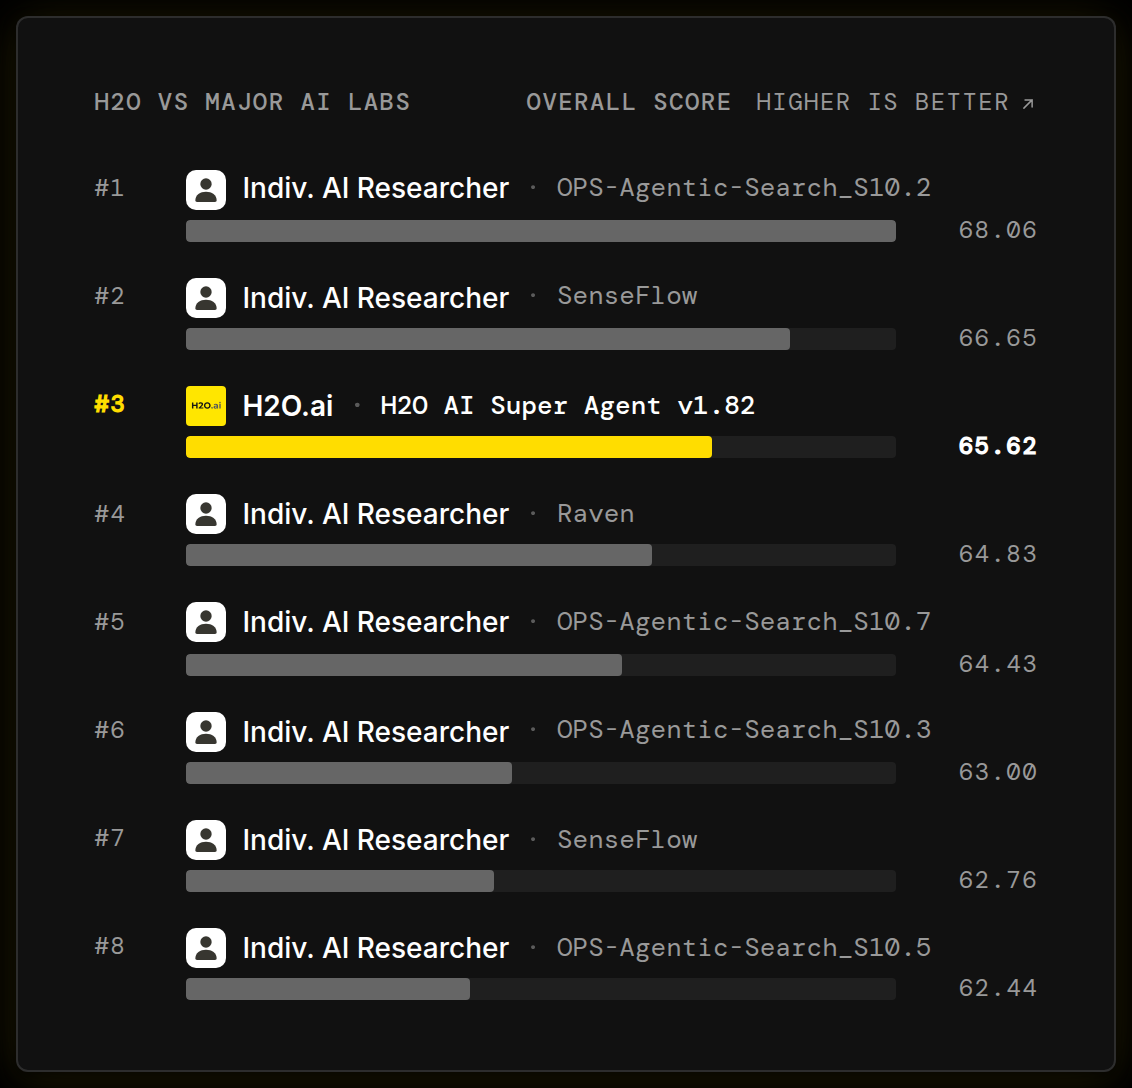 H2O VS MAJOR AI LABS
OVERALL SCORE HIGHER IS BETTER ↗
#1 Indiv. AI Researcher · OPS-Agentic-Search_S10.2
68.06
#2 Indiv. AI Researcher · SenseFlow
66.65
#3 H2O.ai H2O.ai · H2O AI Super Agent v1.82
65.62
#4 Indiv. AI Researcher · Raven
64.83
#5 Indiv. AI Researcher · OPS-Agentic-Search_S10.7
64.43
#6 Indiv. AI Researcher · OPS-Agentic-Search_S10.3
63.00
#7 Indiv. AI Researcher · SenseFlow
62.76
#8 Indiv. AI Researcher · OPS-Agentic-Search_S10.5
62.44